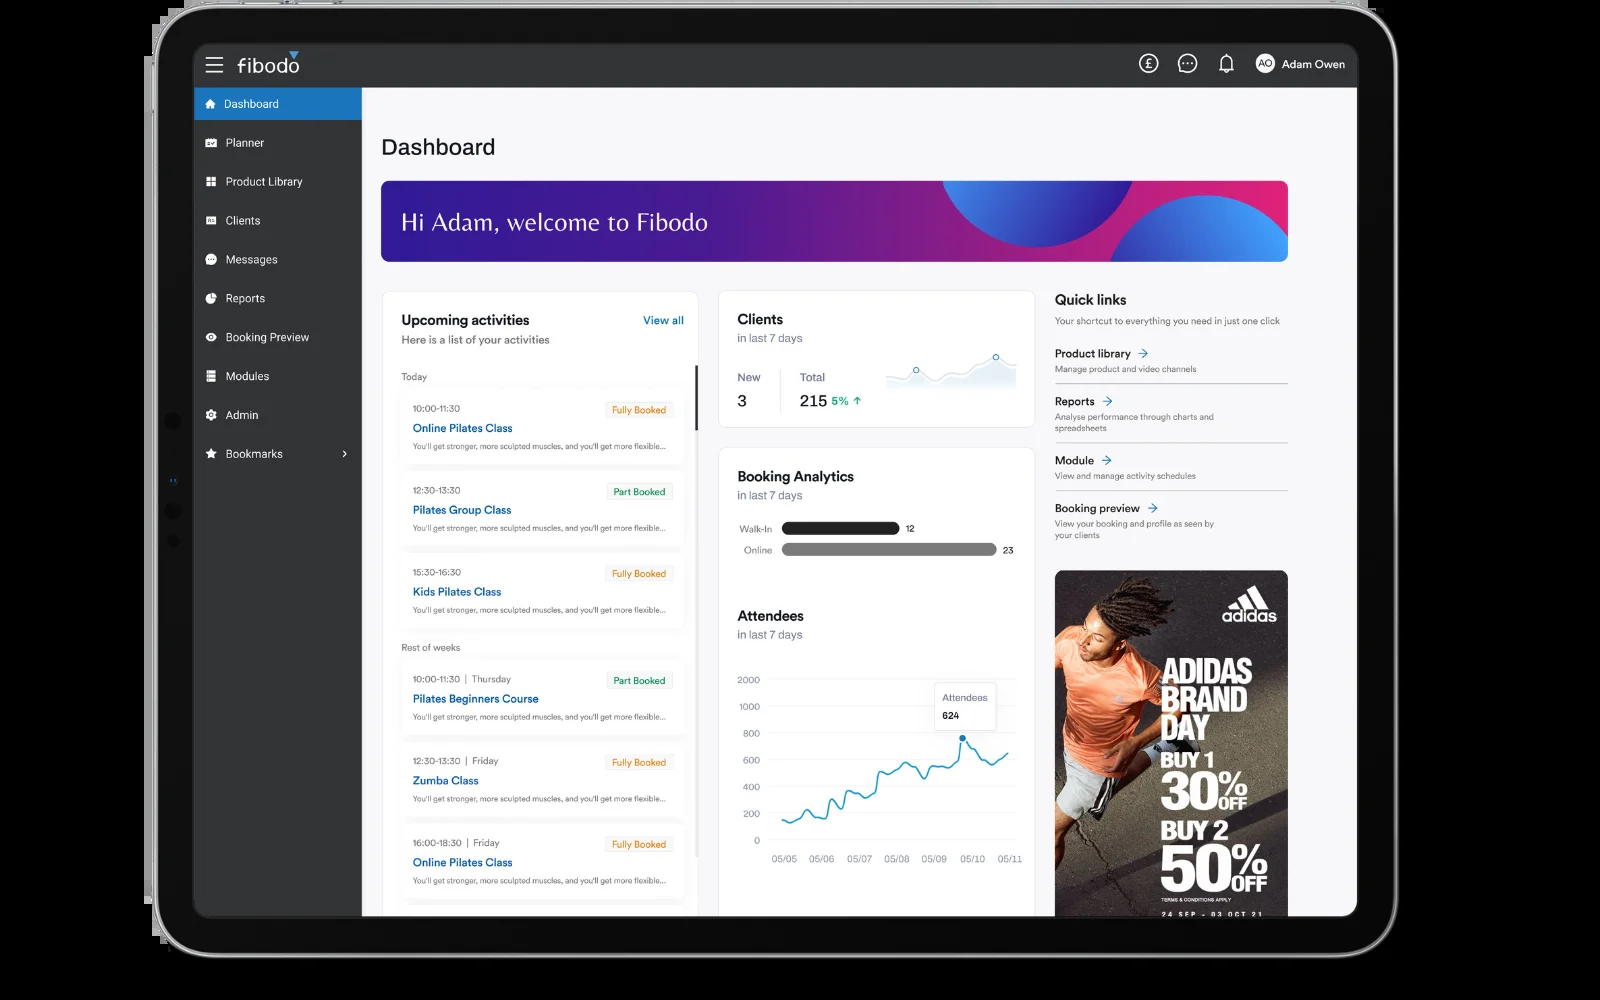 fibodo
£
AO
Adam Owen
Dashboard
Planner
Product Library
Clients
Messages
Reports
Booking Preview
Modules
Admin
Bookmarks
Dashboard
Hi Adam, welcome to Fibodo
Upcoming activities
View all
Here is a list of your activities
Today
10:00-11:30
Fully Booked
Online Pilates Class
You'll get stronger, more sculpted muscles, and you'll get more flexible...
12:30-13:30
Part Booked
Pilates Group Class
You'll get stronger, more sculpted muscles, and you'll get more flexible...
15:30-16:30
Fully Booked
Kids Pilates Class
You'll get stronger, more sculpted muscles, and you'll get more flexible...
Rest of weeks
10:00-11:30 | Thursday
Part Booked
Pilates Beginners Course
You'll get stronger, more sculpted muscles, and you'll get more flexible...
12:30-13:30 | Friday
Fully Booked
Zumba Class
You'll get stronger, more sculpted muscles, and you'll get more flexible...
16:00-18:30 | Friday
Fully Booked
Online Pilates Class
You'll get stronger, more sculpted muscles, and you'll get more flexible...
Clients
in last 7 days
New
Total
3
215 5% ↑
Booking Analytics
in last 7 days
Walk-In
12
Online
23
Attendees
in last 7 days
2000
1000
800
600
400
200
0
Attendees
624
05/05 05/06 05/07 05/08 05/09 05/10 05/11
Quick links
Your shortcut to everything you need in just one click
Product library →
Manage product and video channels
Reports →
Analyse performance through charts and
spreadsheets
Module →
View and manage activity schedules
Booking preview →
View your booking and profile as seen by
your clients
adidas
ADIDAS
BRAND
DAY
BUY 1
30% OFF
BUY 2
50% OFF
TERMS & CONDITIONS APPLY
24 SEP - 03 OCT 21